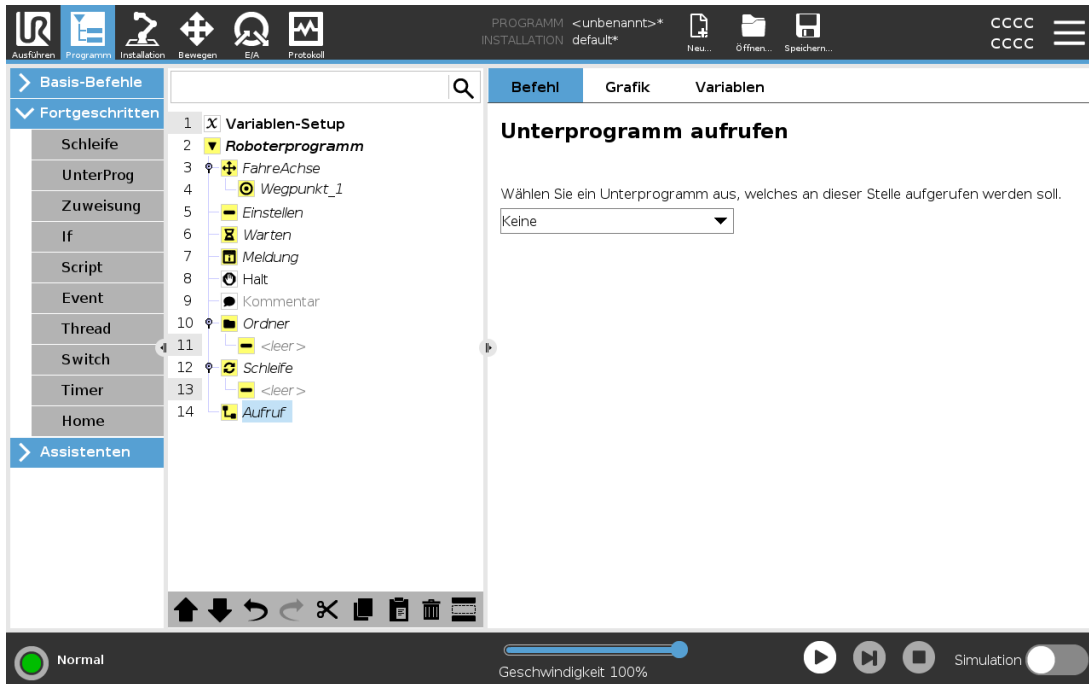 UR
PROGRAMM <unbenannt>*
INSTALLATION default*
CCCC
CCCC
Ausführen Programm Installation Bewegen E/A Protokoll Neu... Öffnen... Speichern...
Basis-Befehle
Fortgeschritten
Schleife
UnterProg
Zuweisung
If
Script
Event
Thread
Switch
Timer
Home
Assistenten
1 x Variablen-Setup
2 Roboterprogramm
3 FahreAchse
4 Wegpunkt_1
5 Einstellen
6 Warten
7 Meldung
8 Halt
9 Kommentar
10 Ordner
11 <leer>
12 Schleife
13 <leer>
14 Aufruf
Befehl Grafik Variablen
Unterprogramm aufrufen
Wählen Sie ein Unterprogramm aus, welches an dieser Stelle aufgerufen werden soll.
Keine
Normal
Geschwindigkeit 100%
Simulation